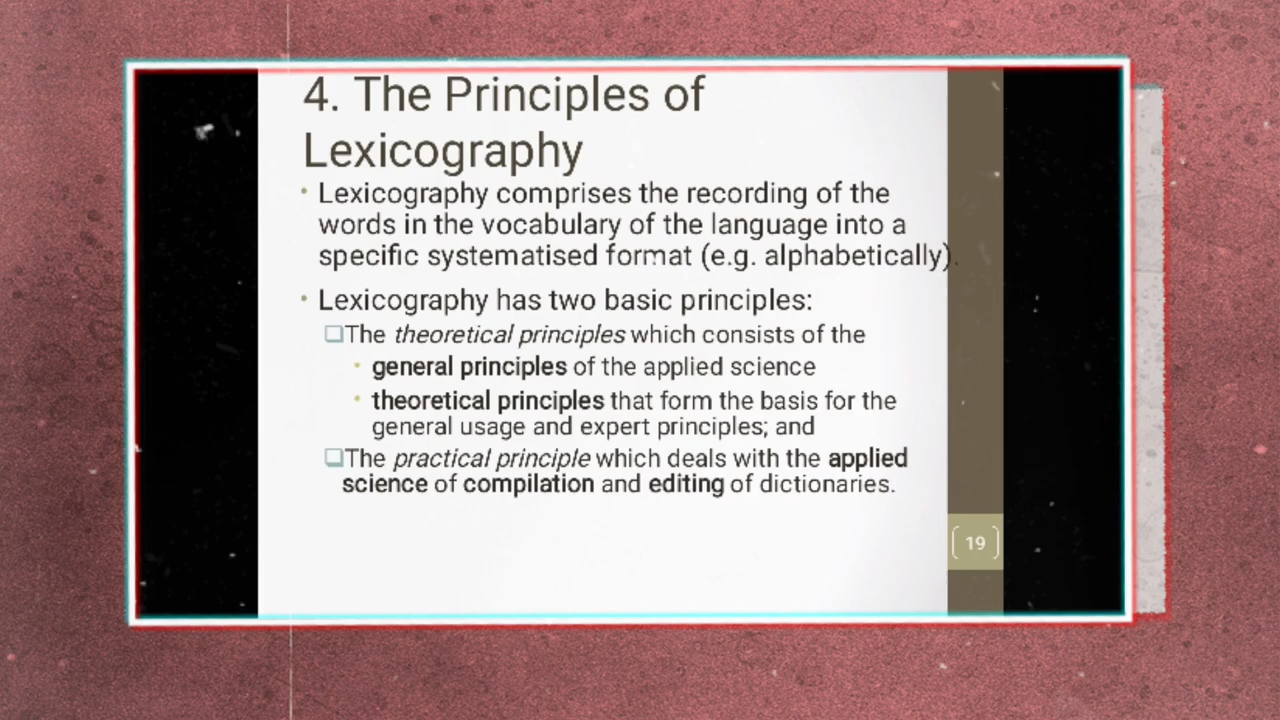 4. The Principles of
Lexicography
• Lexicography comprises the recording of the
words in the vocabulary of the language into a
specific systematised format (e.g. alphabetically).
• Lexicography has two basic principles:
❑The theoretical principles which consists of the
• general principles of the applied science
• theoretical principles that form the basis for the
general usage and expert principles; and
❑The practical principle which deals with the applied
science of compilation and editing of dictionaries.
19